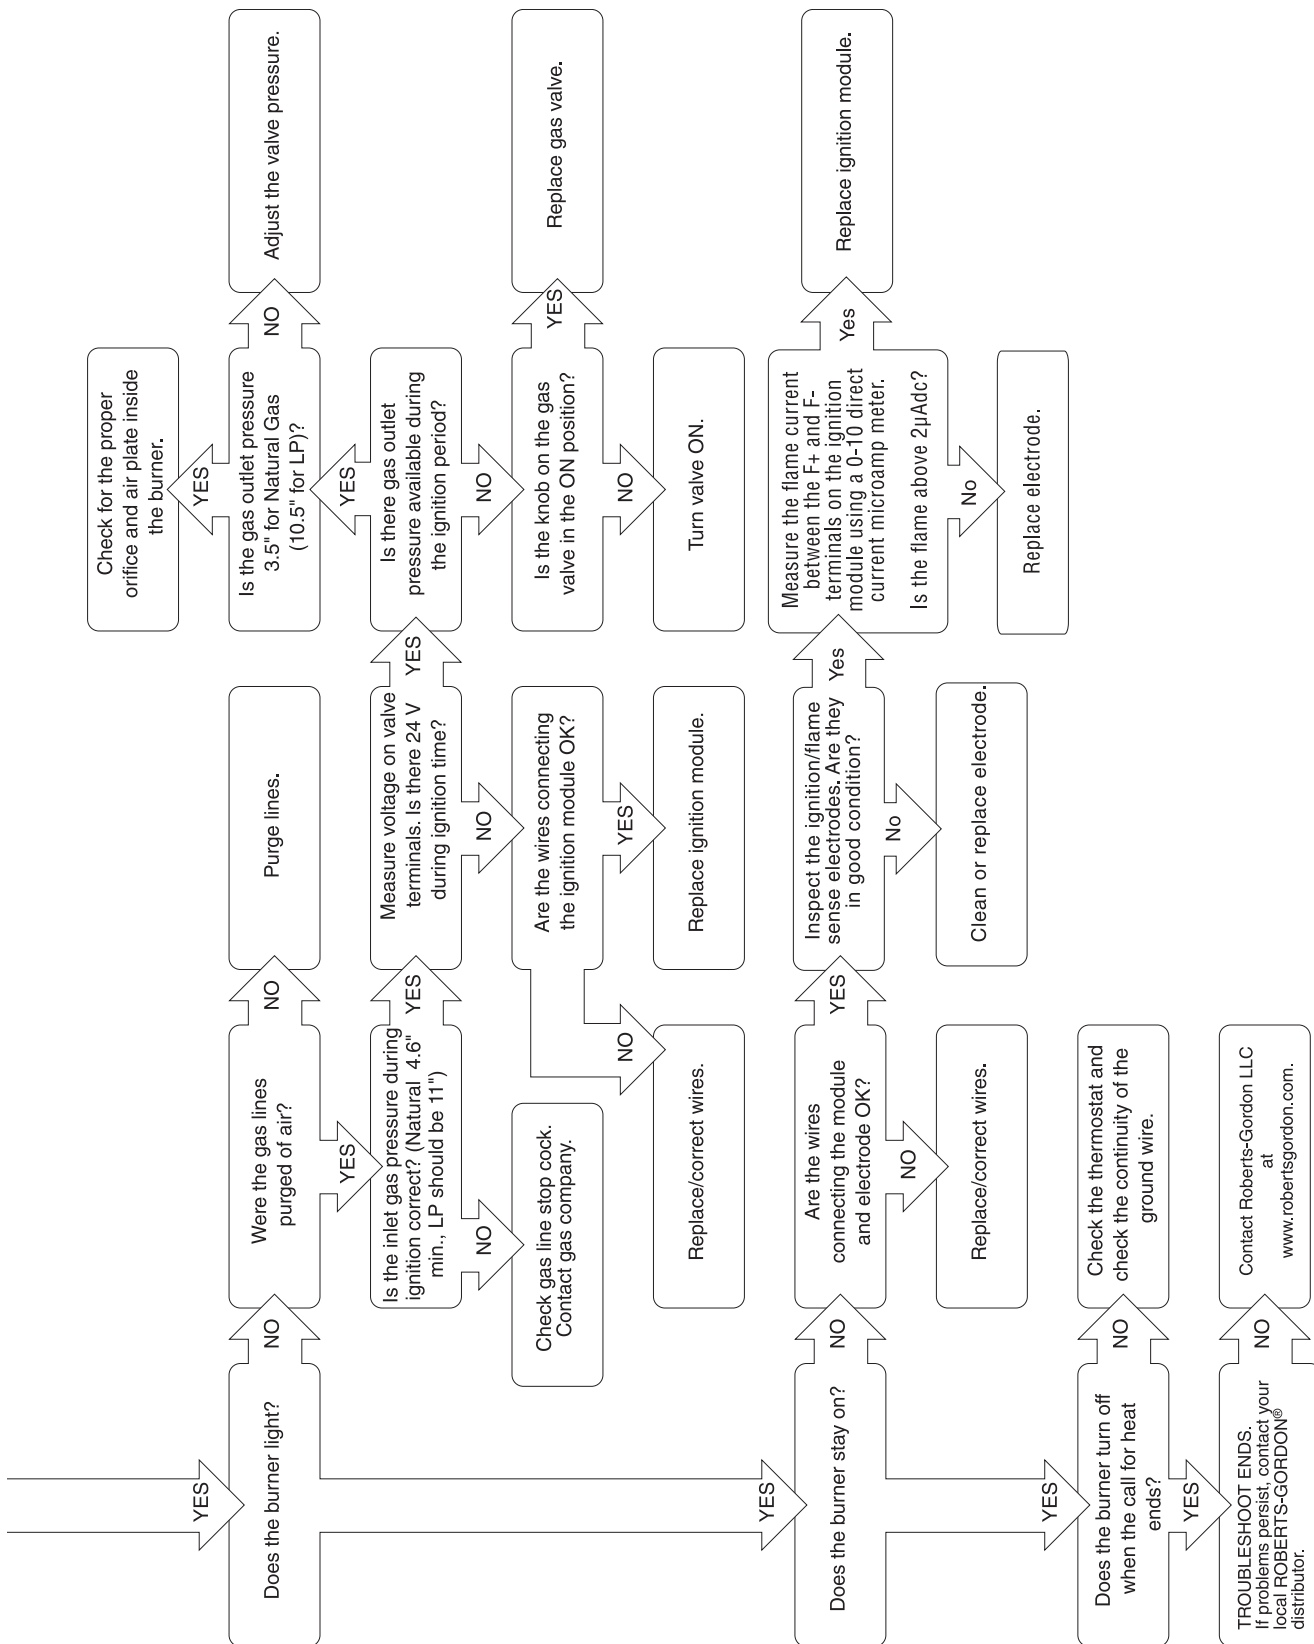 YES
Does the burner light?
NO
Were the gas lines
purged of air?
NO
Purge lines.
YES
Is the inlet gas pressure during
ignition correct? (Natural 4.6"
min., LP should be 11")
NO
Check gas line stop cock.
Contact gas company.
YES
Measure voltage on valve
terminals. Is there 24 V
during ignition time?
NO
Are the wires connecting
the ignition module OK?
NO
Replace/correct wires.
YES
Replace ignition module.
YES
Is there gas outlet
pressure available during
the ignition period?
YES
Is the gas outlet pressure
3.5" for Natural Gas
(10.5" for LP)?
YES
Check for the proper
orifice and air plate inside
the burner.
NO
Adjust the valve pressure.
NO
Is the knob on the gas
valve in the ON position?
YES
Replace gas valve.
NO
Turn valve ON.
YES
Does the burner stay on?
NO
Are the wires
connecting the module
and electrode OK?
NO
Replace/correct wires.
YES
Inspect the ignition/flame
sense electrodes. Are they
in good condition?
No
Clean or replace electrode.
Yes
Measure the flame current
between the F+ and F-
terminals on the ignition
module using a 0-10 direct
current microamp meter.
Is the flame above 2µAdc?
Yes
Replace ignition module.
No
Replace electrode.
YES
Does the burner turn off
when the call for heat
ends?
NO
Check the thermostat and
check the continuity of the
ground wire.
YES
TROUBLESHOOT ENDS.
If problems persist, contact your
local ROBERTS-GORDON®
distributor.
NO
Contact Roberts-Gordon LLC
at
www.robertsgordon.com.